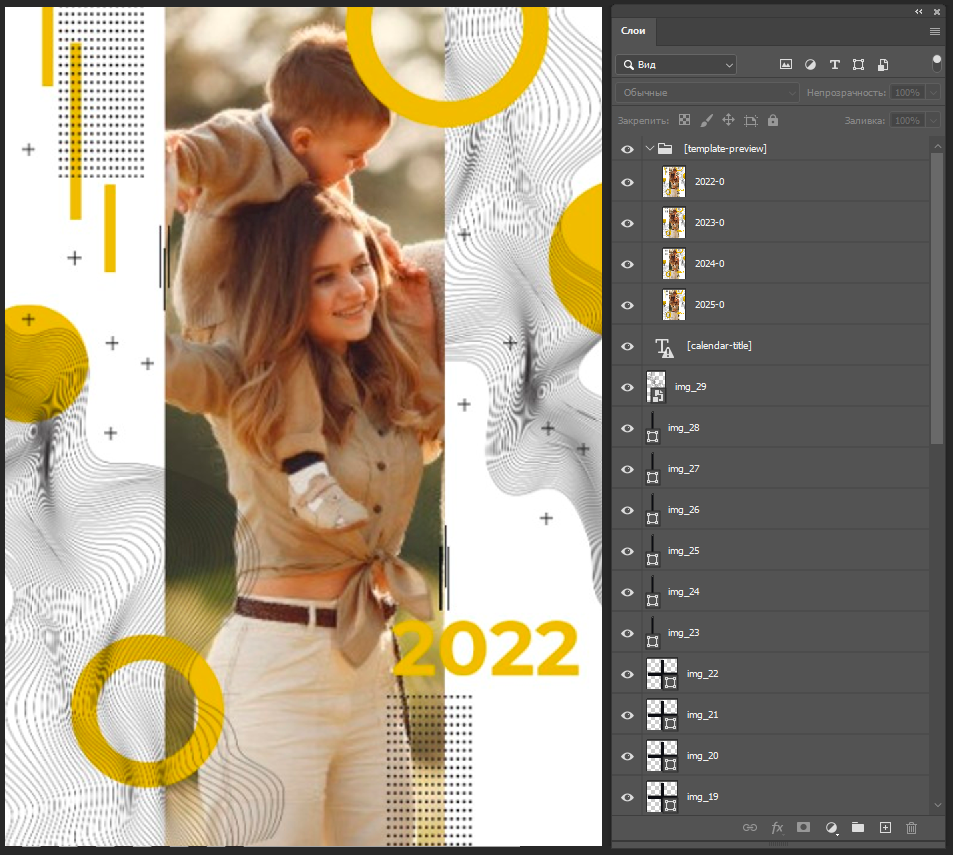 2022
Слои
Вид
Обычные
Непрозрачность: 100%
Закрепить:
Заливка: 100%
[template-preview]
2022-0
2023-0
2024-0
2025-0
[calendar-title]
img_29
img_28
img_27
img_26
img_25
img_24
img_23
img_22
img_21
img_20
img_19
fx